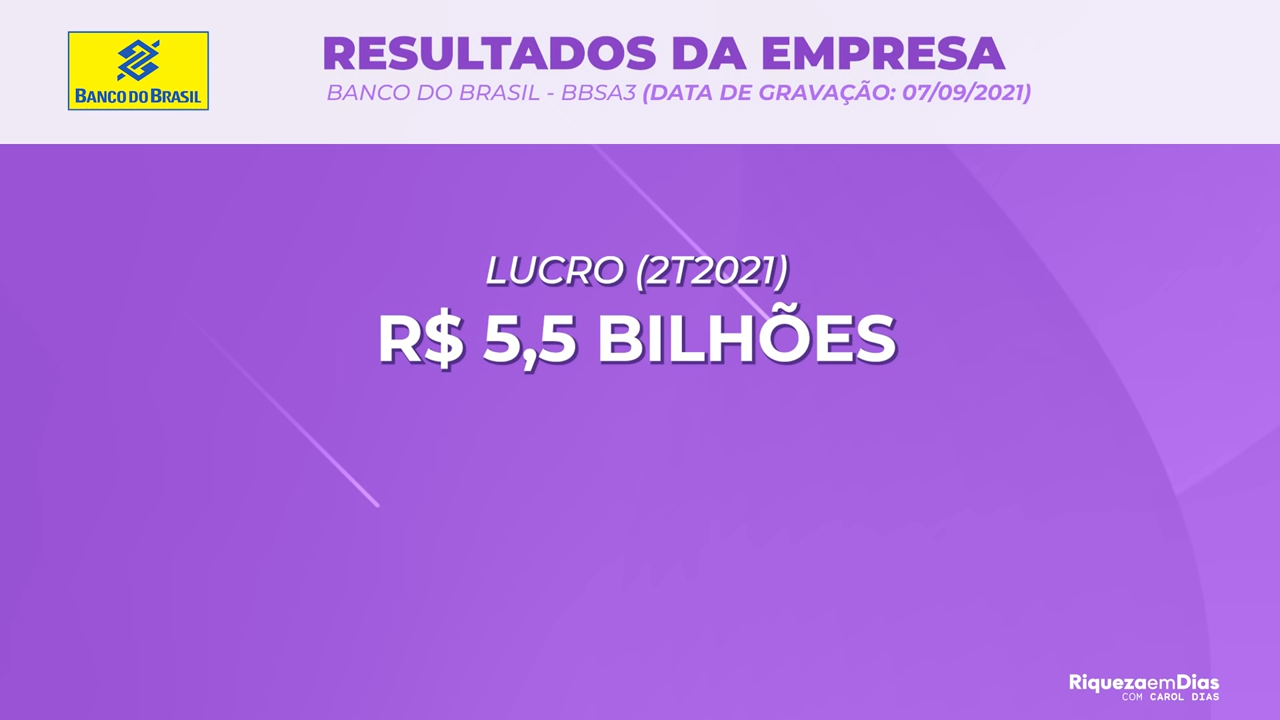 BANCO DO BRASIL
RESULTADOS DA EMPRESA
BANCO DO BRASIL - BBSA3 (DATA DE GRAVAÇÃO: 07/09/2021)
LUCRO (2T2021)
R$ 5,5 BILHÕES
RiquezaemDias
COM CAROL DIAS